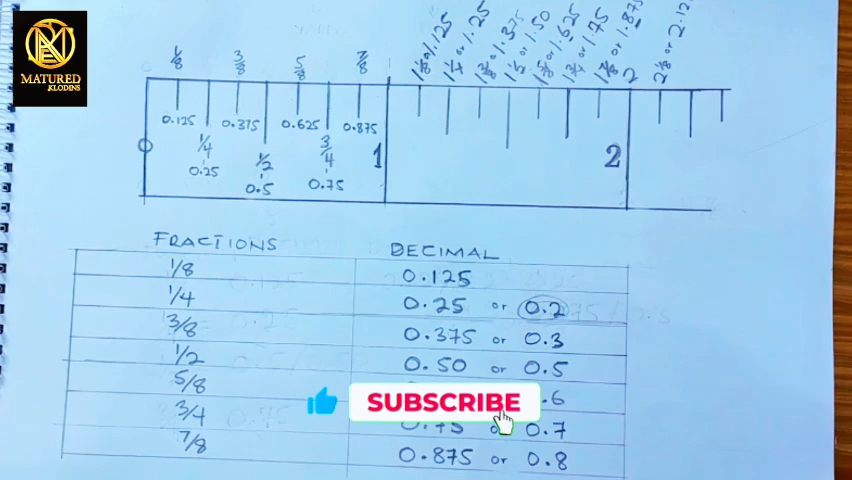 MATURED
.KLODINS
1/8 3/8 5/8 7/8
1 1/8 or 1.125
1 1/4 or 1.25
1 3/8 or 1.375
1 1/2 or 1.50
1 5/8 or 1.625
1 3/4 or 1.75
1 7/8 or 1.875
2
2 1/8 or 2.12
0.125 0.375 0.625 0.875
0 1/4 1/2 3/4 1 2
0.25 0.5 0.75
FRACTIONS DECIMAL
1/8 0.125
1/4 0.25 or 0.2
3/8 0.375 or 0.3
1/2 0.50 or 0.5
5/8 .6
SUBSCRIBE
3/4 0.75 or 0.7
7/8 0.875 or 0.8